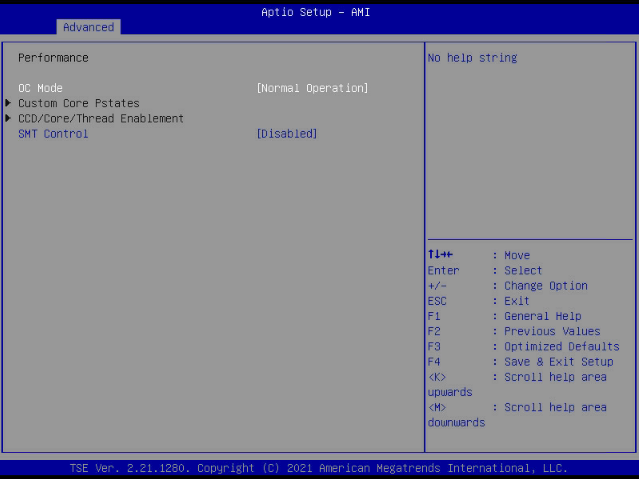 Aptio Setup – AMI
Advanced
Performance
No help string
OC Mode [Normal Operation]
Custom Core Pstates
CCD/Core/Thread Enablement
SMT Control [Disabled]
↑↓→← : Move
Enter : Select
+/- : Change Option
ESC : Exit
F1 : General Help
F2 : Previous Values
F3 : Optimized Defaults
F4 : Save & Exit Setup
<K> : Scroll help area
upwards
<M> : Scroll help area
downwards
TSE Ver. 2.21.1280. Copyright (C) 2021 American Megatrends International, LLC.